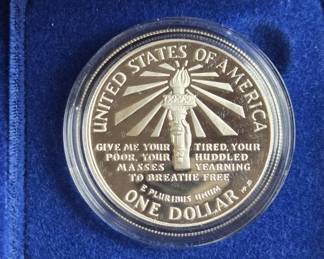 UNITED STATES OF AMERICA
GIVE ME YOUR TIRED, YOUR
POOR, YOUR HUDDLED
MASSES YEARNING
TO BREATHE FREE
E PLURIBUS UNUM
ONE DOLLAR